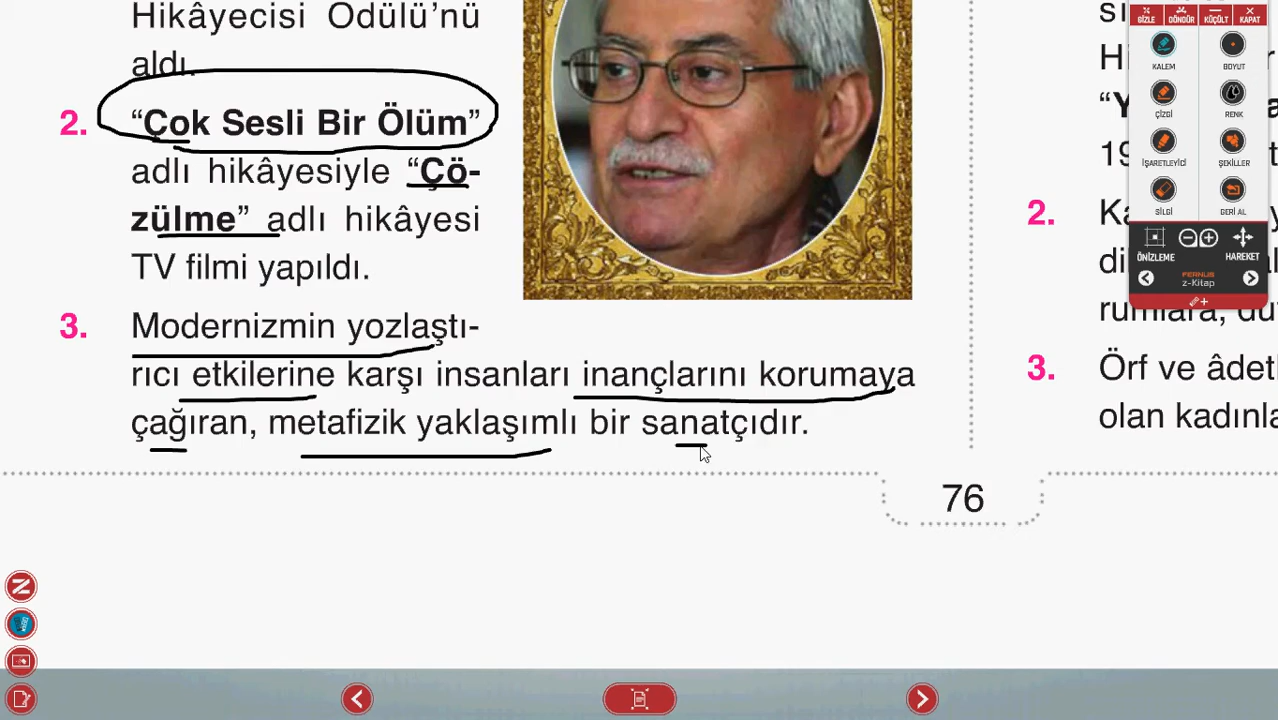 Hikâyecisi Ödülü’nü
aldı.
2. “Çok Sesli Bir Ölüm”
adlı hikâyesiyle “Çö-
zülme” adlı hikâyesi
TV filmi yapıldı.
3. Modernizmin yozlaştı-
rıcı etkilerine karşı insanları inançlarını korumaya
çağıran, metafizik yaklaşımlı bir sanatçıdır.
76
2.
3. Örf ve âdet
olan kadınla
GİZLE DÖNDÜR KÜÇÜLT KAPAT
KALEM BOYUT
ÇİZGİ RENK
İŞARETLEYİCİ ŞEKİLLER
SİLGİ GERİ AL
ÖNİZLEME HAREKET
FERNUS
z-Kitap